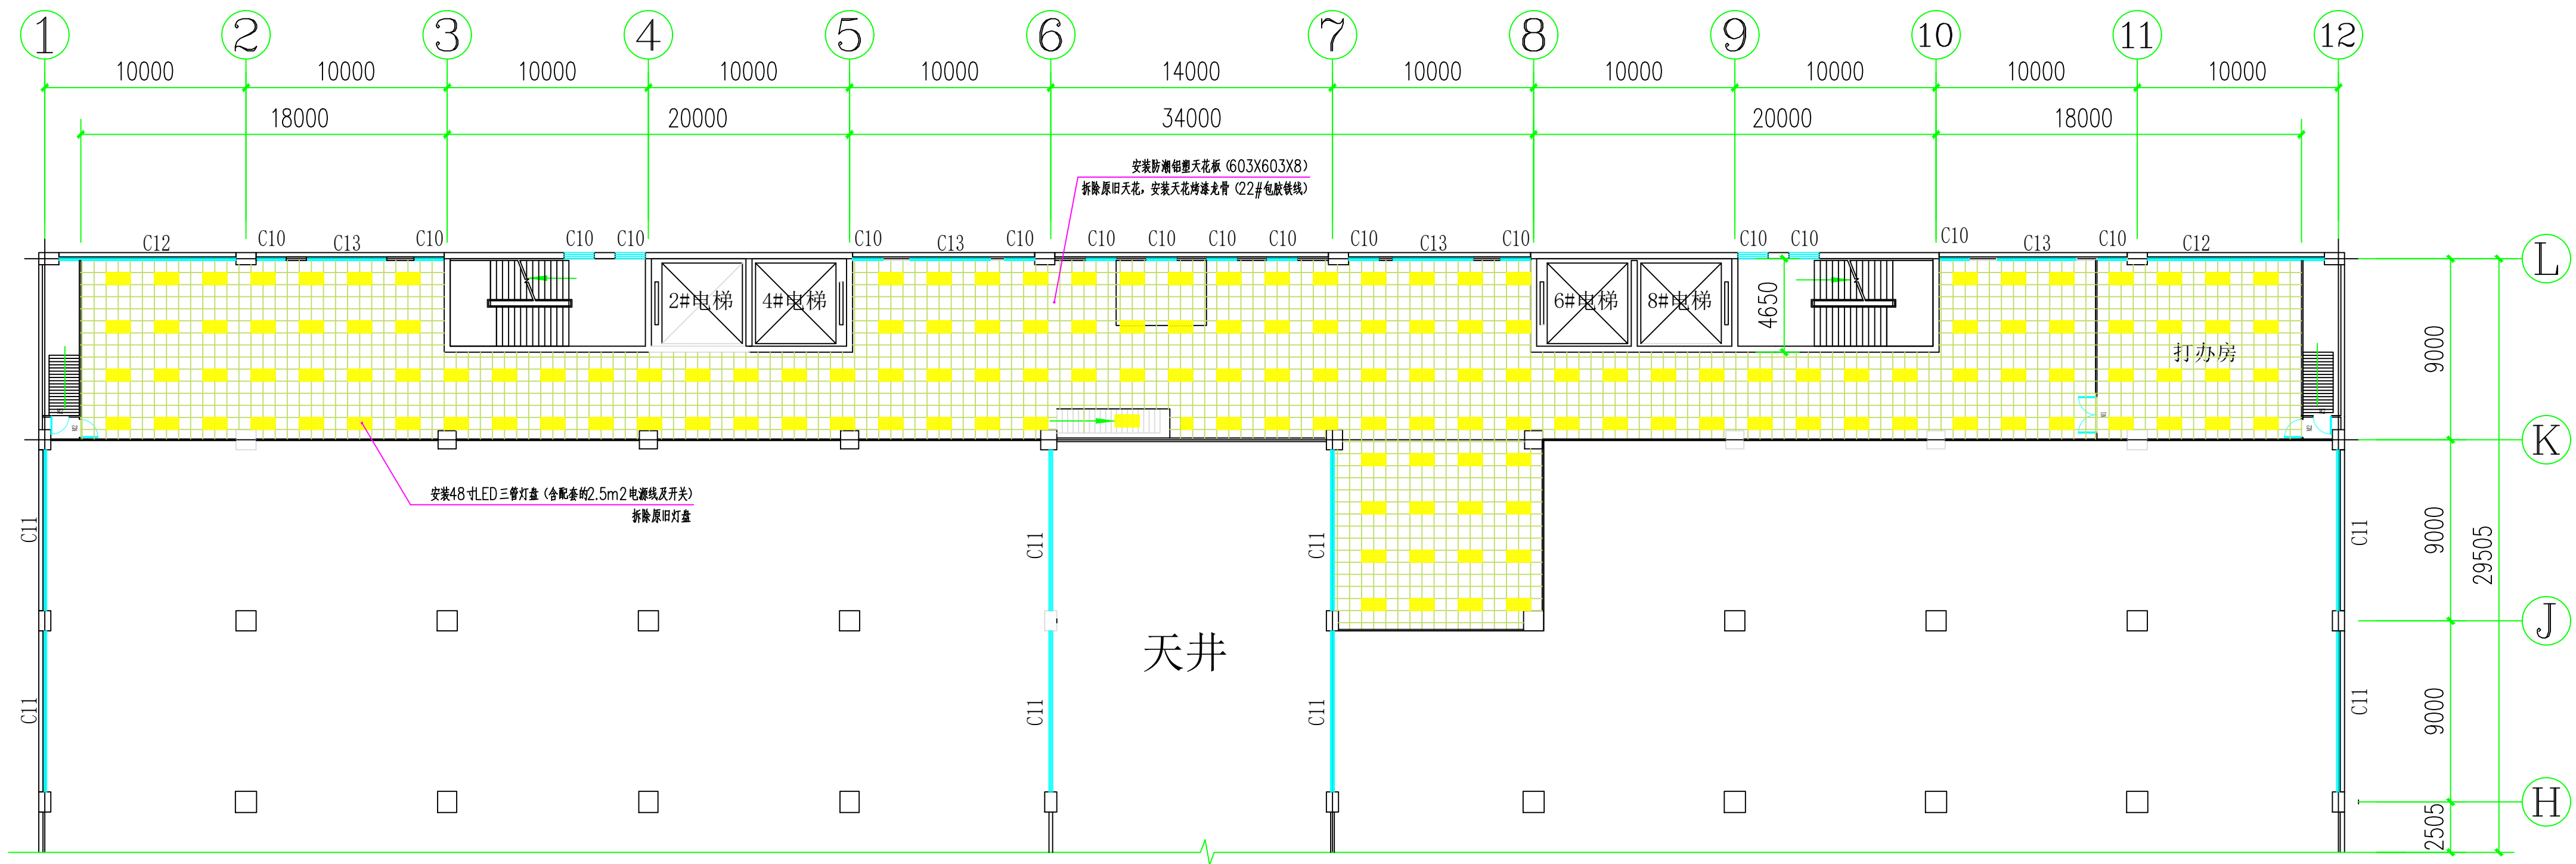 1 2 3 4 5 6 7 8 9 10 11 12
10000 10000 10000 10000 10000 14000 10000 10000 10000 10000 10000
18000 20000 34000 20000 18000
安装防潮铝塑天花板（603X603X8）
拆除原旧天花，安装天花烤漆龙骨（22#包胶铁线）
C12 C10 C13 C10 C10 C10 C10 C13 C10 C10 C10 C10 C10 C10 C13 C10 C10 C10 C10 C13 C10 C12
L
2#电梯 4#电梯 6#电梯 8#电梯
4650
9000
打办房
M2 M1 M2
K
安装48寸LED三管灯盘（含配套的2.5m2电源线及开关）
拆除原旧灯盘
C11 C11 C11 C11
9000
29505
J
天井
C11 C11 C11 C11
9000
H
2505